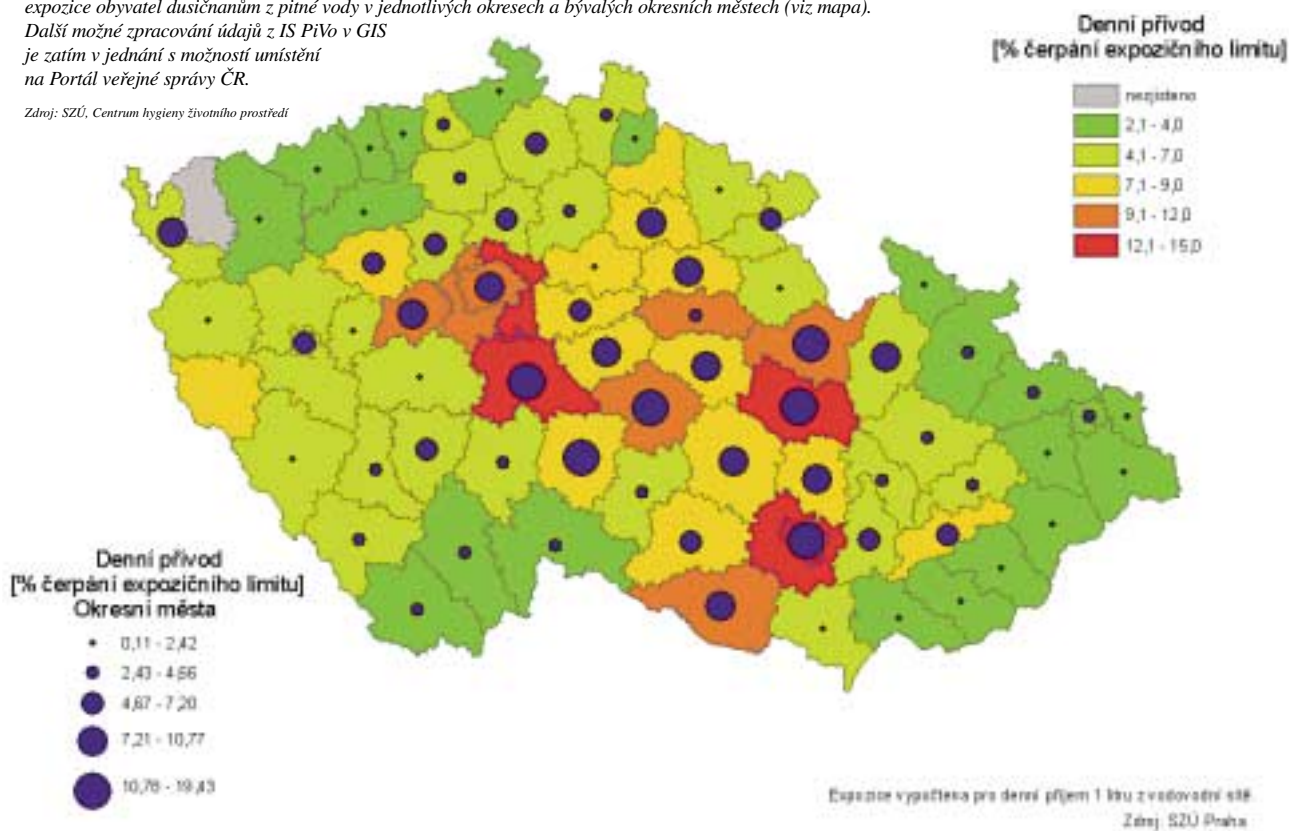 expozice obyvatel dusičnanům z pitné vody v jednotlivých okresech a bývalých okresních městech (viz mapa).
Další možné zpracování údajů z IS PiVo v GIS
je zatím v jednání s možností umístění
na Portál veřejné správy ČR.
Zdroj: SZÚ, Centrum hygieny životního prostředí
Denní přívod
[% čerpání expozičního limitu]
nezjisteno
2,1 - 4,0
4,1 - 7,0
7,1 - 9,0
9,1 - 12,0
12,1 - 15,0
Denní přívod
[% čerpání expozičního limitu]
Okresní města
0,11 - 2,42
2,43 - 4,66
4,67 - 7,20
7,21 - 10,77
10,78 - 19,43
Expozice vypočtena pro denní příjem 1 litru z vodovodní sítě.
Zdroj: SZÚ Praha